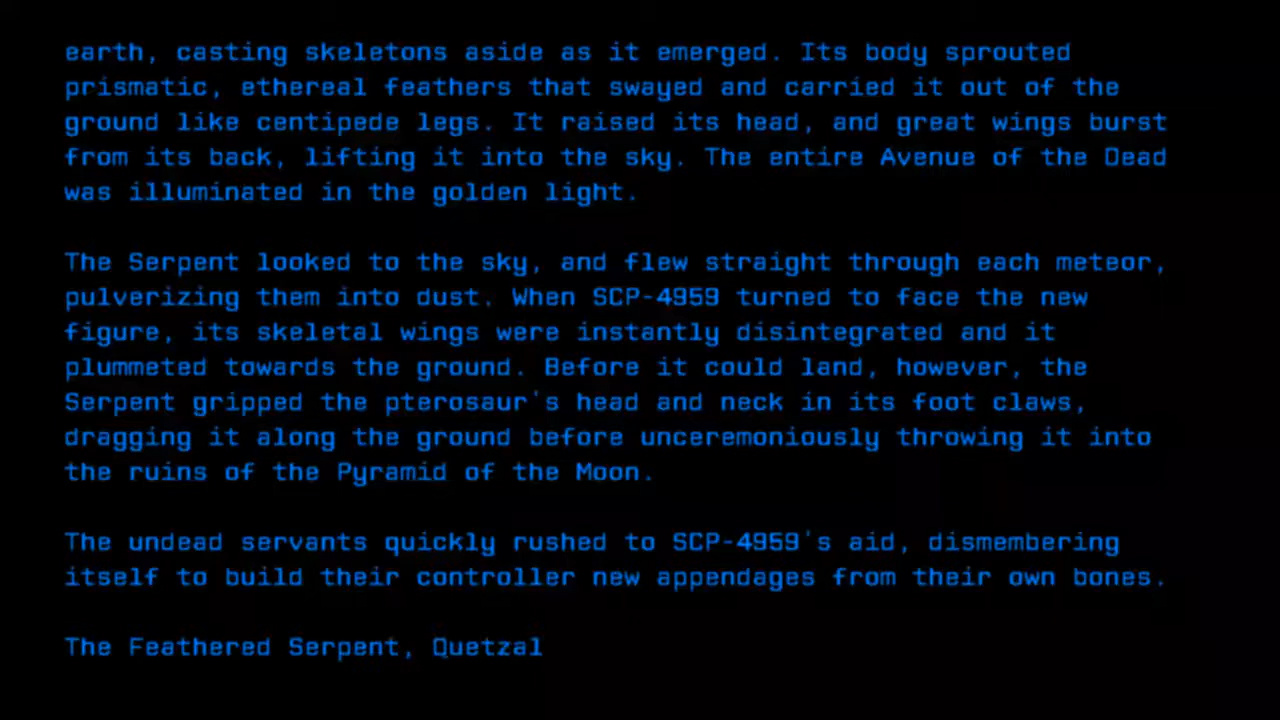 earth, casting skeletons aside as it emerged. Its body sprouted
prismatic, ethereal feathers that swayed and carried it out of the
ground like centipede legs. It raised its head, and great wings burst
from its back, lifting it into the sky. The entire Avenue of the Dead
was illuminated in the golden light.
The Serpent looked to the sky, and flew straight through each meteor,
pulverizing them into dust. When SCP-4959 turned to face the new
figure, its skeletal wings were instantly disintegrated and it
plummeted towards the ground. Before it could land, however, the
Serpent gripped the pterosaur's head and neck in its foot claws,
dragging it along the ground before unceremoniously throwing it into
the ruins of the Pyramid of the Moon.
The undead servants quickly rushed to SCP-4959's aid, dismembering
itself to build their controller new appendages from their own bones.
The Feathered Serpent, Quetzal